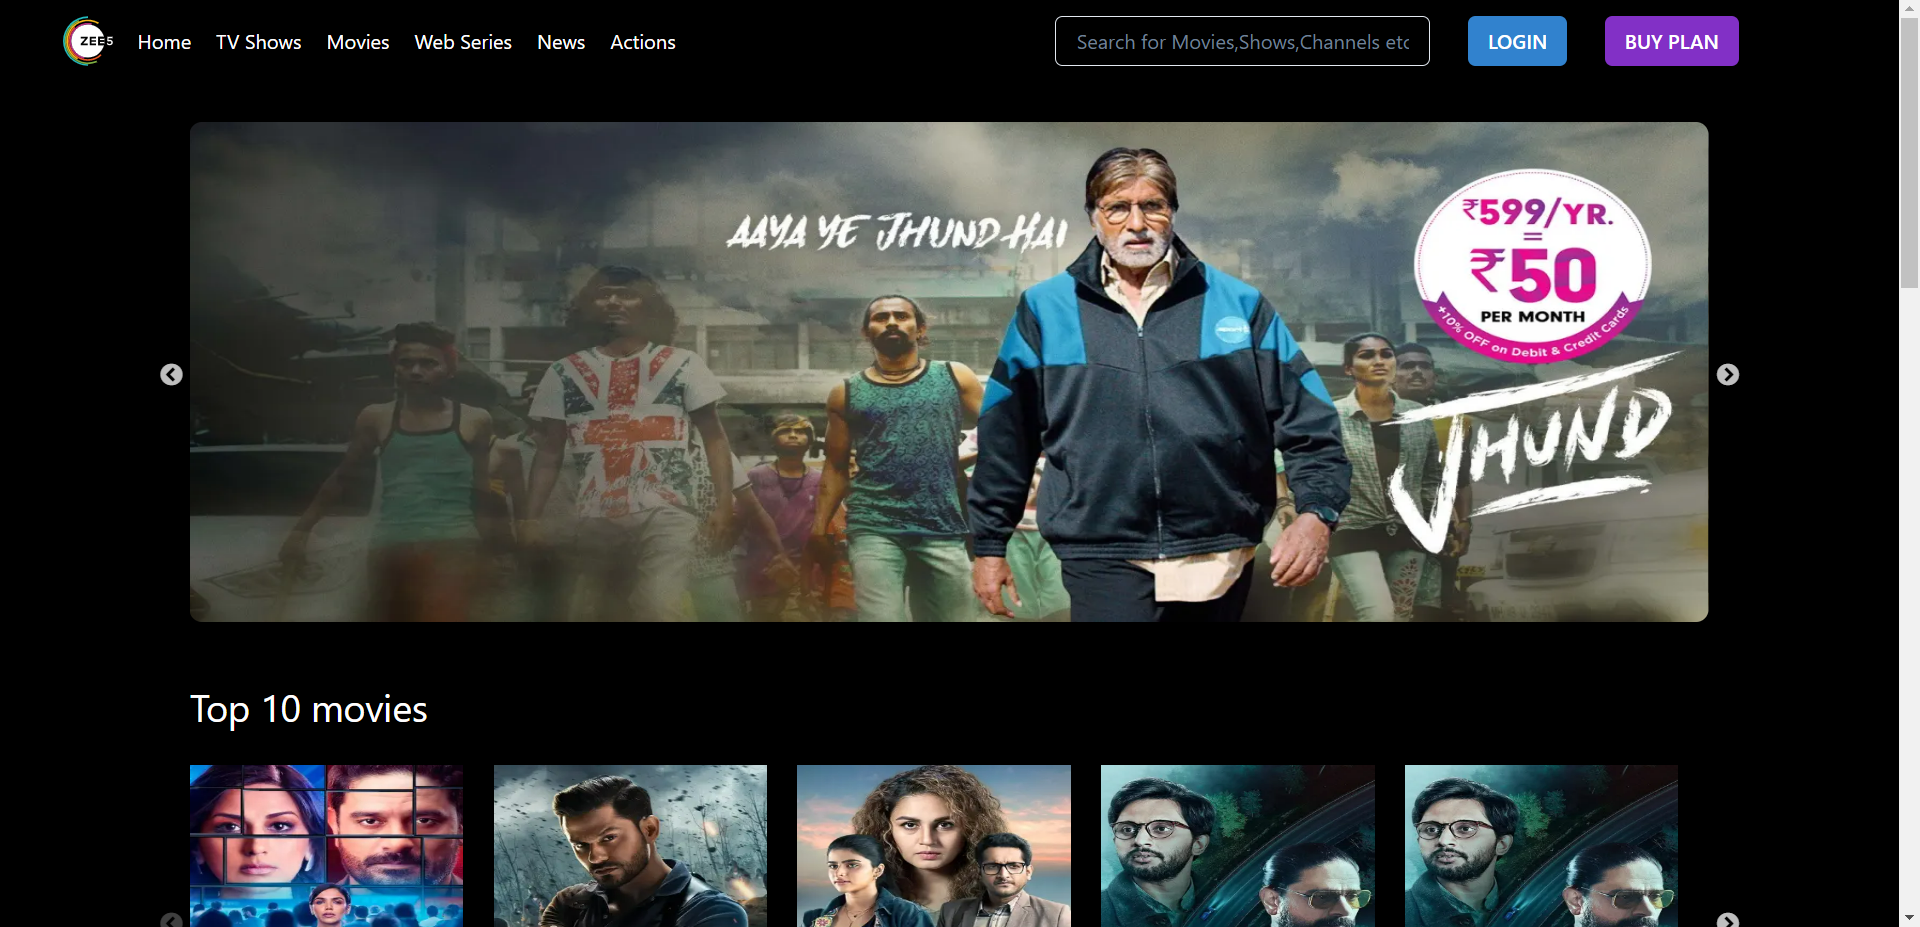 ZEE5
Home
TV Shows
Movies
Web Series
News
Actions
Search for Movies,Shows,Channels etc
LOGIN
BUY PLAN
AAYA YE JHUND HAI
₹599/YR.
=
₹50
PER MONTH
+10% OFF on Debit & Credit Cards
JHUND
Top 10 movies